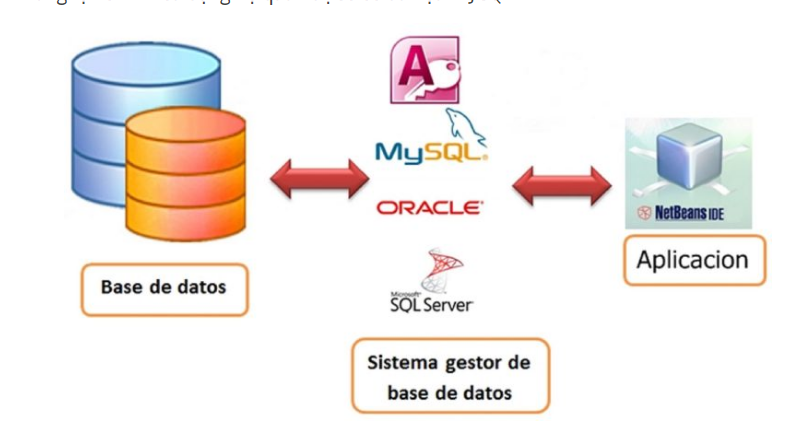 A
MySQL®
ORACLE®
Microsoft®
SQL Server®
NetBeans IDE
Base de datos
Sistema gestor de
base de datos
Aplicacion